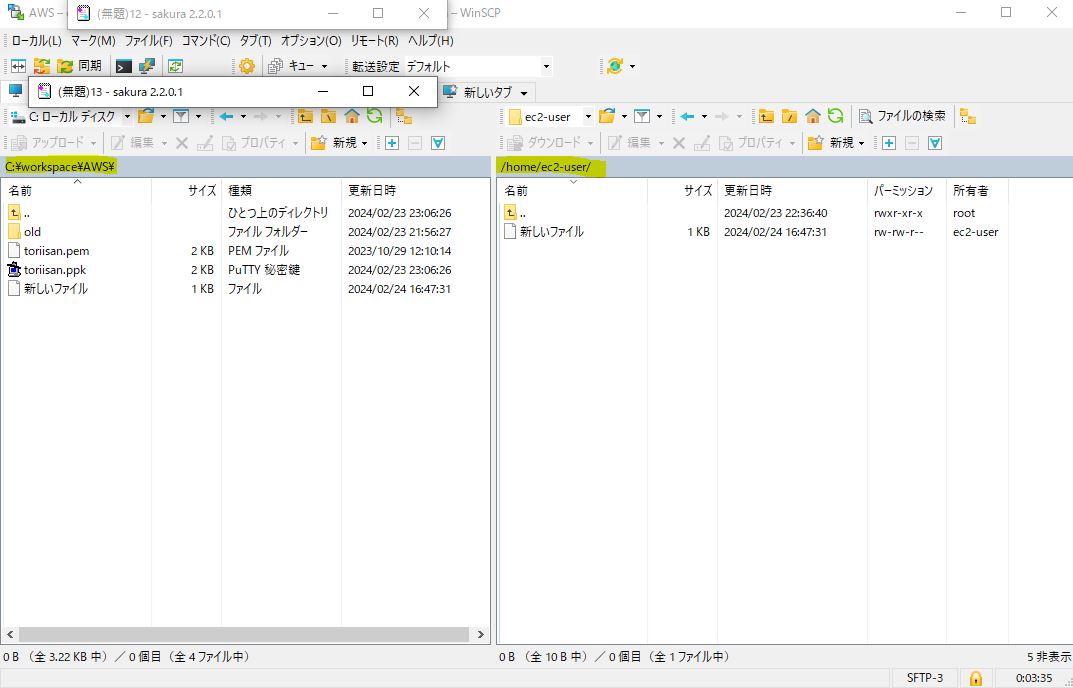 AWS –
(無題)12 - sakura 2.2.0.1
– WinSCP
ローカル(L) マーク(M) ファイル(F) コマンド(C) タブ(T) オプション(O) リモート(R) ヘルプ(H)
同期 キュー 転送設定 デフォルト
(無題)13 - sakura 2.2.0.1
新しいタブ
C: ローカル ディスク
ec2-user ファイルの検索
アップロード 編集 プロパティ 新規
ダウンロード 編集 プロパティ 新規
C:¥workspace¥AWS¥
/home/ec2-user/
名前 サイズ 種類 更新日時
.. ひとつ上のディレクトリ 2024/02/23 23:06:26
old ファイル フォルダー 2024/02/23 21:56:27
toriisan.pem 2 KB PEM ファイル 2023/10/29 12:10:14
toriisan.ppk 2 KB PuTTY 秘密鍵 2024/02/23 23:06:26
新しいファイル 1 KB ファイル 2024/02/24 16:47:31
名前 サイズ 更新日時 パーミッション 所有者
.. 2024/02/23 22:36:40 rwxr-xr-x root
新しいファイル 1 KB 2024/02/24 16:47:31 rw-rw-r-- ec2-user
0 B （全 3.22 KB 中）／ 0 個目（全 4 ファイル中）
0 B （全 10 B 中）／ 0 個目（全 1 ファイル中）
5 非表示
SFTP-3 0:03:35